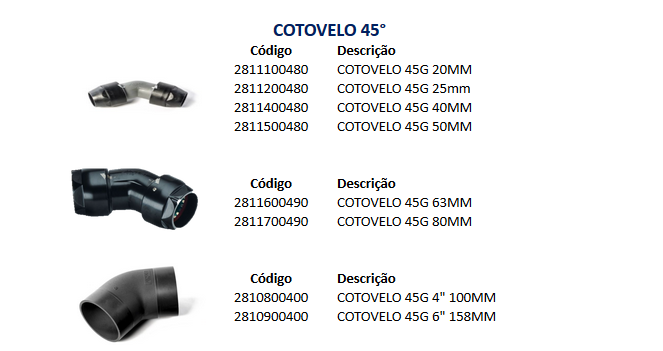 COTOVELO 45°
Código Descrição
2811100480 COTOVELO 45G 20MM
2811200480 COTOVELO 45G 25mm
2811400480 COTOVELO 45G 40MM
2811500480 COTOVELO 45G 50MM
Código Descrição
2811600490 COTOVELO 45G 63MM
2811700490 COTOVELO 45G 80MM
Código Descrição
2810800400 COTOVELO 45G 4" 100MM
2810900400 COTOVELO 45G 6" 158MM